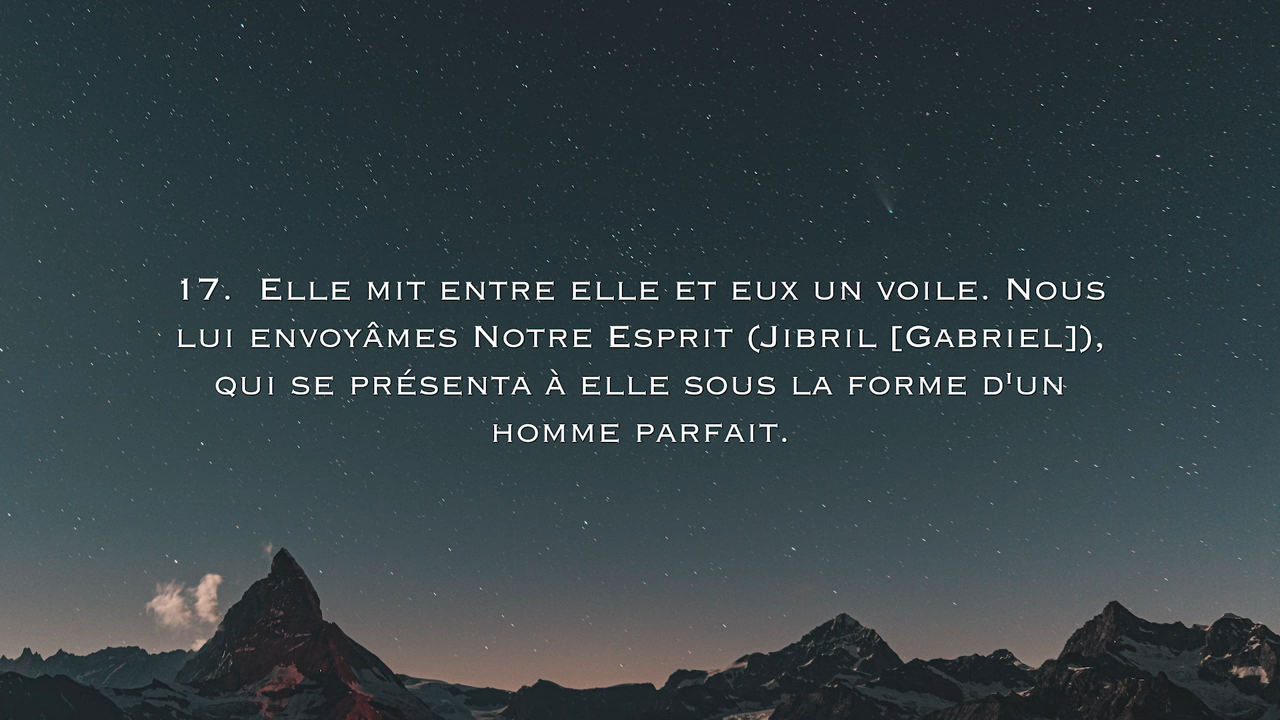 17. Elle mit entre elle et eux un voile. Nous
lui envoyâmes Notre Esprit (Jibril [Gabriel]),
qui se présenta à elle sous la forme d'un
homme parfait.